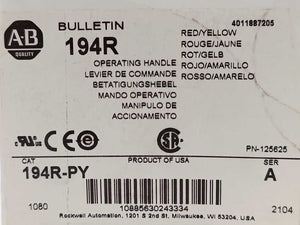 A-B
QUALITY
BULLETIN
194R
4011887205
RED/YELLOW
ROUGE/JAUNE
ROT/GELB
ROJO/AMARILLO
ROSSO/AMARELO
OPERATING HANDLE
LEVIER DE COMMANDE
BETATIGUNGSHEBEL
MANDO OPERATIVO
MANIPULO DE
ACCIONAMENTO
CE
PN-125625
CAT
PRODUCT OF USA
SER
194R-PY
A
1080
10885630243334
2104
Rockwell Automation, 1201 S 2nd St. Milwaukee, WI 53204, USA